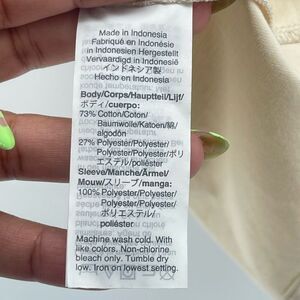 Made in Indonesia
Fabriqué en Indonésie
in Indonesien Hergestellt
Vervaardigd in Indonesië
インドネシア製
Hecho en Indonesia
Body/Corps/Hauptteil/Lijf/
ボディ/cuerpo:
73% Cotton/Coton/
Baumwolle/Katoen/綿/
algodón
27% Polyester/Polyester/
Polyester/Polyester/ポリ
エステル/poliéster
Sleeve/Manche/Ärmel/
Mouw/スリーブ/manga:
100% Polyester/Polyester/
Polyester/Polyester/
ポリエステル/
poliéster
Machine wash cold. With
like colors. Non-chlorine
bleach only. Tumble dry
low. Iron on lowest setting.